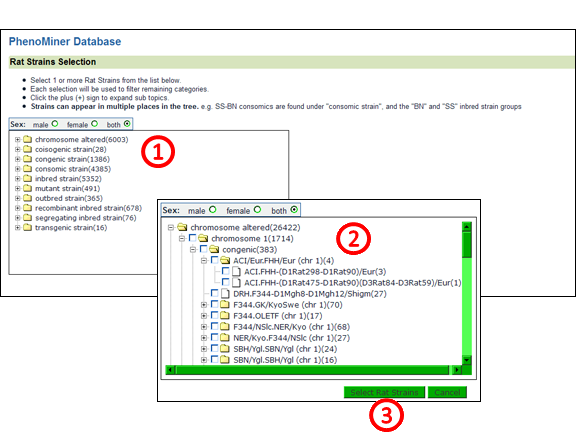 PhenoMiner Database
Rat Strains Selection
Select 1 or more Rat Strains from the list below.
Each selection will be used to filter remaining categories.
Click the plus (+) sign to expand sub topics.
Strains can appear in multiple places in the tree. e.g. SS-BN consomics are found under "consomic strain", and the "BN" and "SS" inbred strain groups
Sex: male female both
chromosome altered(6003)
coisogenic strain(28)
congenic strain(1386)
consomic strain(4385)
inbred strain(5352)
mutant strain(491)
outbred strain(365)
recombinant inbred strain(678)
segregating inbred strain(76)
transgenic strain(16)
1
Sex: male female both
2
chromosome altered(26422)
chromosome 1(1714)
congenic(383)
ACI/Eur.FHH/Eur (chr 1)(4)
ACI.FHH-(D1Rat298-D1Rat90)/Eur(3)
ACI.FHH-(D1Rat475-D1Rat90)(D3Rat84-D3Rat59)/Eur(1)
DRH.F344-D1Mgh8-D1Mgh12/Shigm(27)
F344.GK/KyoSwe (chr 1)(70)
F344.OLETF (chr 1)(17)
F344/NSlc.NER/Kyo (chr 1)(68)
NER/Kyo.F344/NSlc (chr 1)(27)
SBH/Ygl.SBN/Ygl (chr 1)(24)
SBN/Ygl.SBH/Ygl (chr 1)(16)
Select Rat Strains Cancel
3